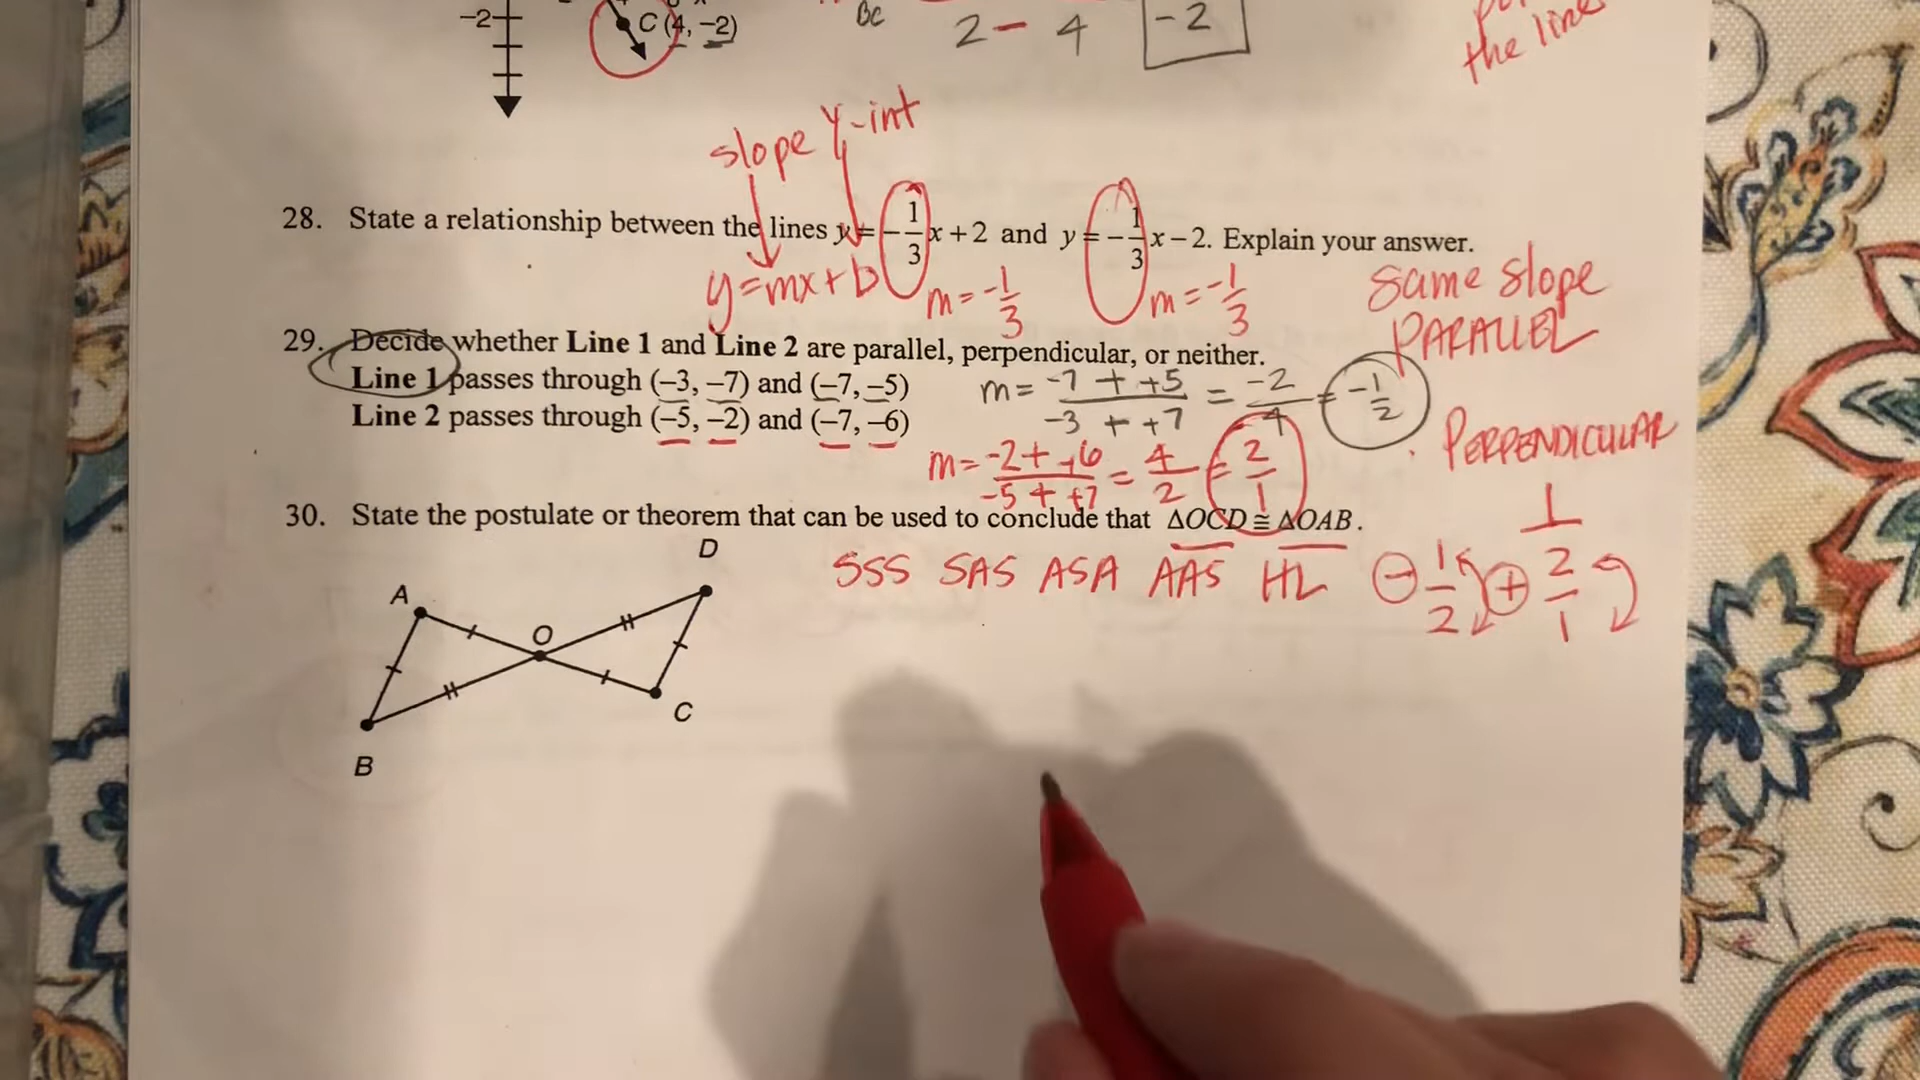 -2
C (4, -2)
BC
2 - 4
-2
the line
slope y-int
28. State a relationship between the lines y = -1/3 x + 2 and y = -1/3 x - 2. Explain your answer.
y = mx + b
m = -1/3
m = -1/3
same slope
PARALLEL
29. Decide whether Line 1 and Line 2 are parallel, perpendicular, or neither.
Line 1 passes through (-3, -7) and (-7, -5)
m = -7 + +5 / -3 + +7 = -2/4 = -1/2
Line 2 passes through (-5, -2) and (-7, -6)
m = -2 + +6 / -5 + +7 = 4/2 = 2/1
PERPENDICULAR
⊥
30. State the postulate or theorem that can be used to conclude that ΔOCD ≅ ΔOAB.
SSS SAS ASA AAS HL
- 1/2 + 2/1
D
A
O
C
B